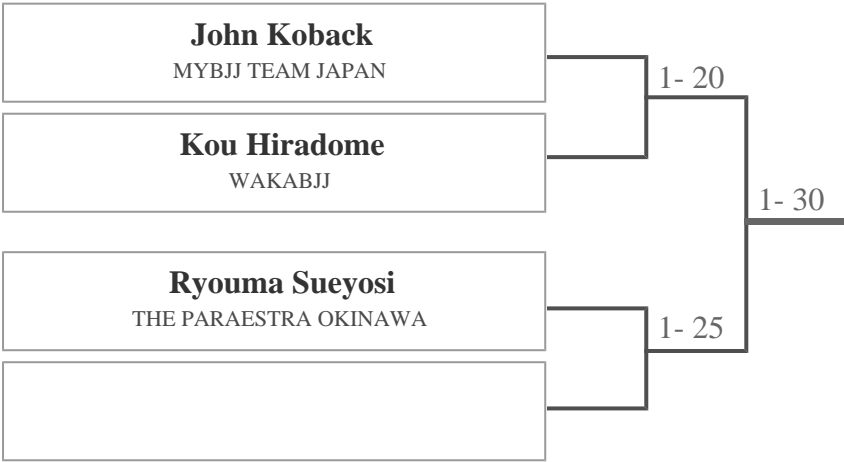 John Koback
MYBJJ TEAM JAPAN
1- 20
Kou Hiradome
WAKABJJ
1- 30
Ryouma Sueyosi
THE PARAESTRA OKINAWA
1- 25